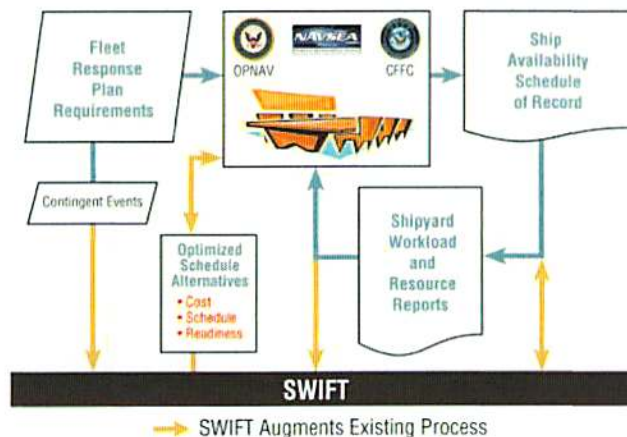 Fleet
Response
Plan
Requirements
NAVSEA
OPNAV
CFFC
Ship
Availability
Schedule
of Record
Contingent Events
Optimized
Schedule
Alternatives
• Cost
• Schedule
• Readiness
Shipyard
Workload
and
Resource
Reports
SWIFT
SWIFT Augments Existing Process